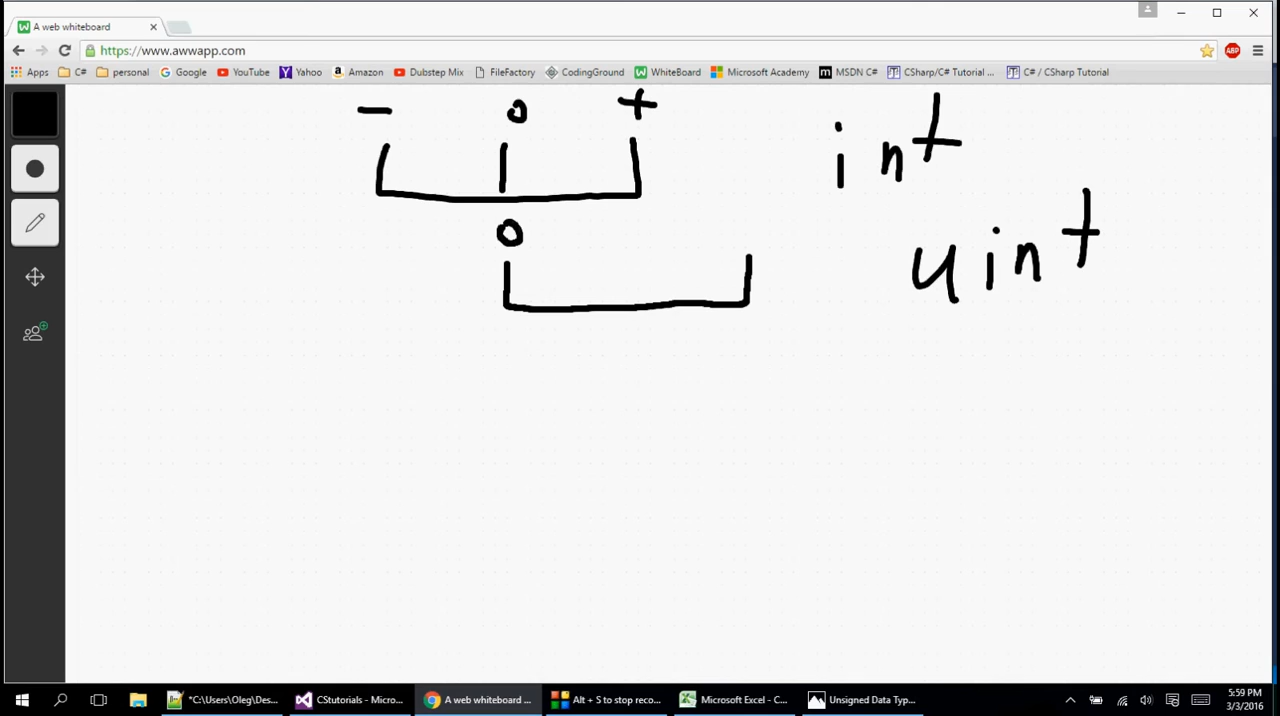 A web whiteboard
https://www.awwapp.com
ABP
Apps C# personal Google YouTube Yahoo Amazon Dubstep Mix FileFactory CodingGround WhiteBoard Microsoft Academy MSDN C# CSharp/C# Tutorial ... C# / CSharp Tutorial
- 0 +
int
0
uint
*C:\Users\Oleg\Des... CStutorials - Micro... A web whiteboard ... Alt + S to stop reco... Microsoft Excel - C... Unsigned Data Typ...
5:59 PM
3/3/2016